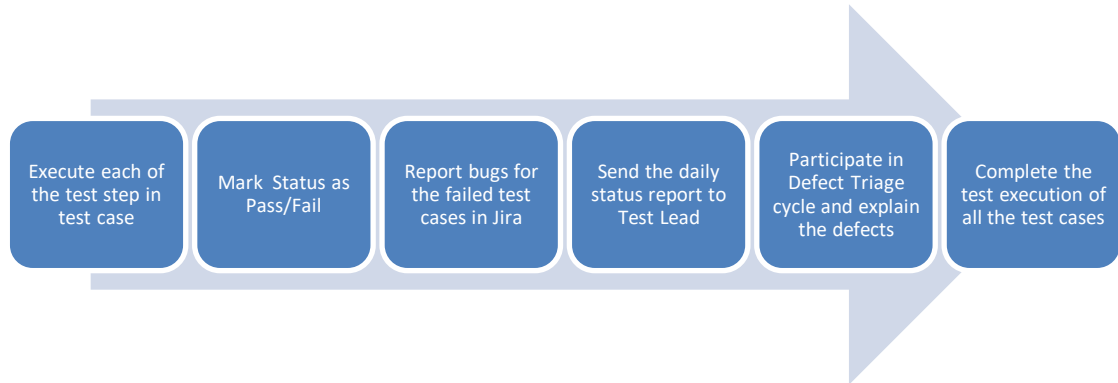 Execute each of
the test step in
test case
Mark Status as
Pass/Fail
Report bugs for
the failed test
cases in Jira
Send the daily
status report to
Test Lead
Participate in
Defect Triage
cycle and explain
the defects
Complete the
test execution of
all the test cases